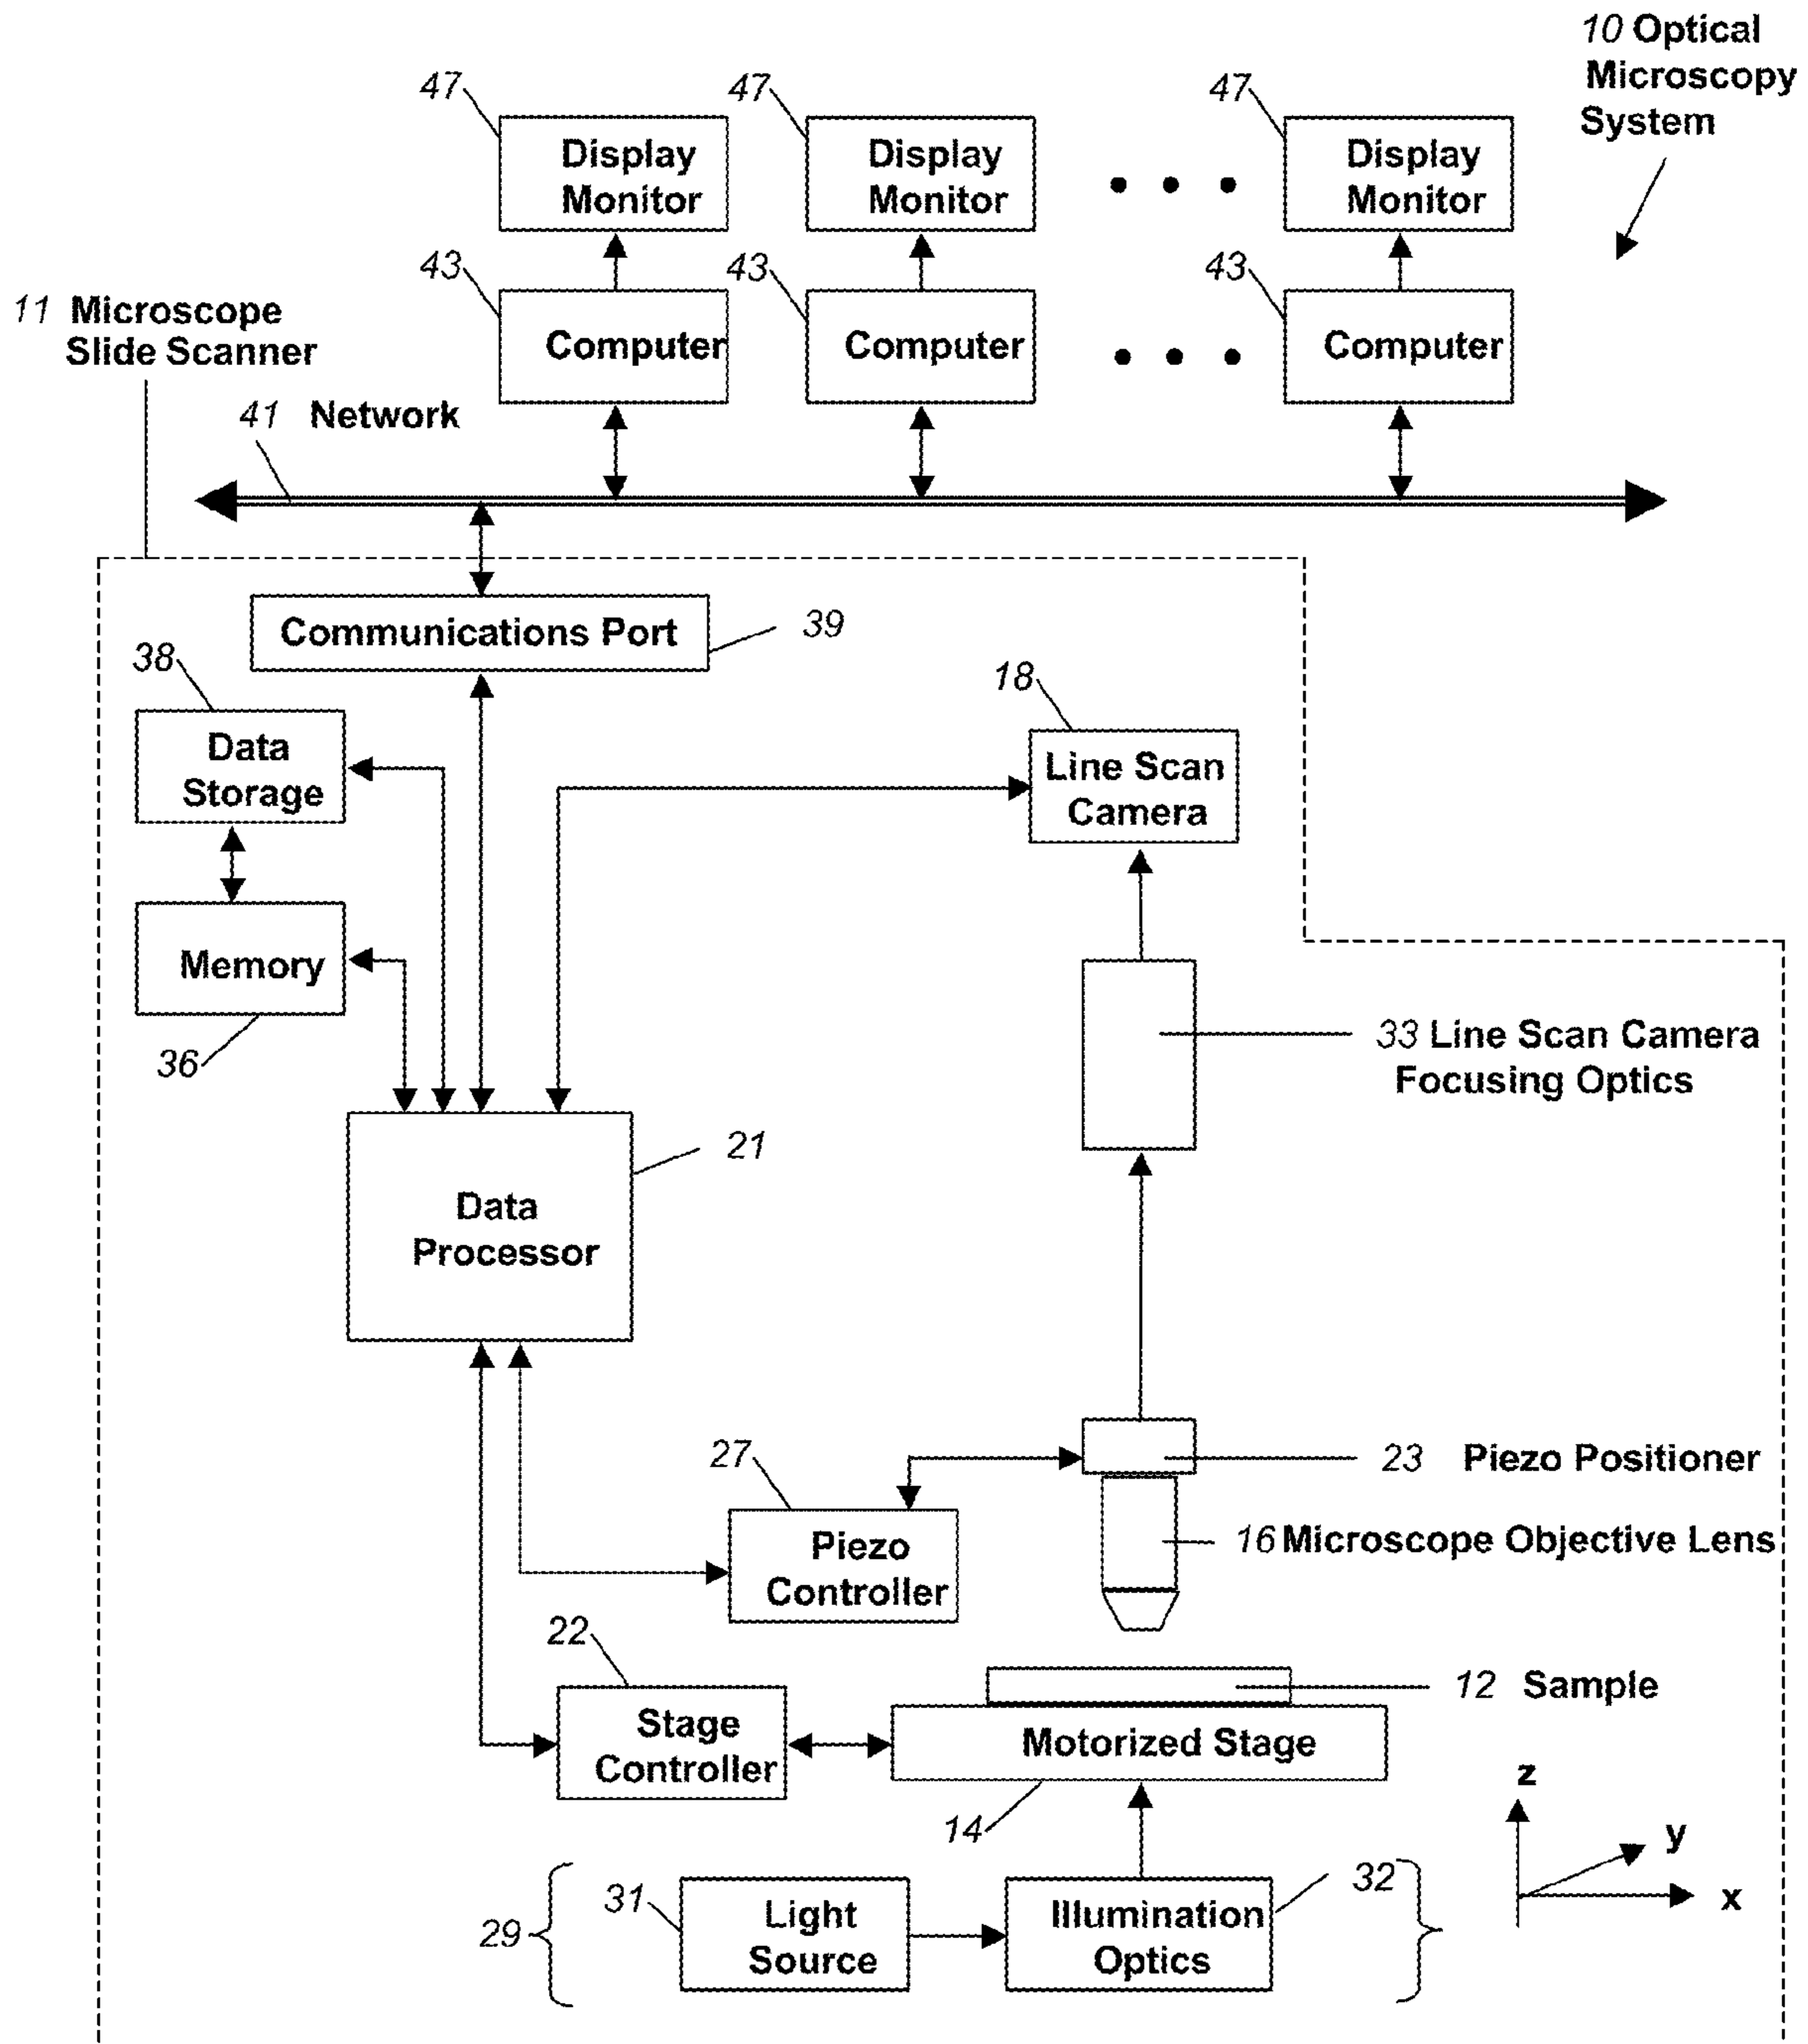 10 Optical
Microscopy
System
47 47 47
Display Display Display
Monitor Monitor Monitor
43 43 43
Computer Computer Computer
11 Microscope
Slide Scanner
41 Network
Communications Port 39
38
Data
Storage
18
Line Scan
Camera
Memory
36
33 Line Scan Camera
Focusing Optics
21
Data
Processor
27
Piezo
Controller
23 Piezo Positioner
16 Microscope Objective Lens
22
Stage
Controller
12 Sample
Motorized Stage
14
z
y
x
29
31
Light
Source
32
Illumination
Optics